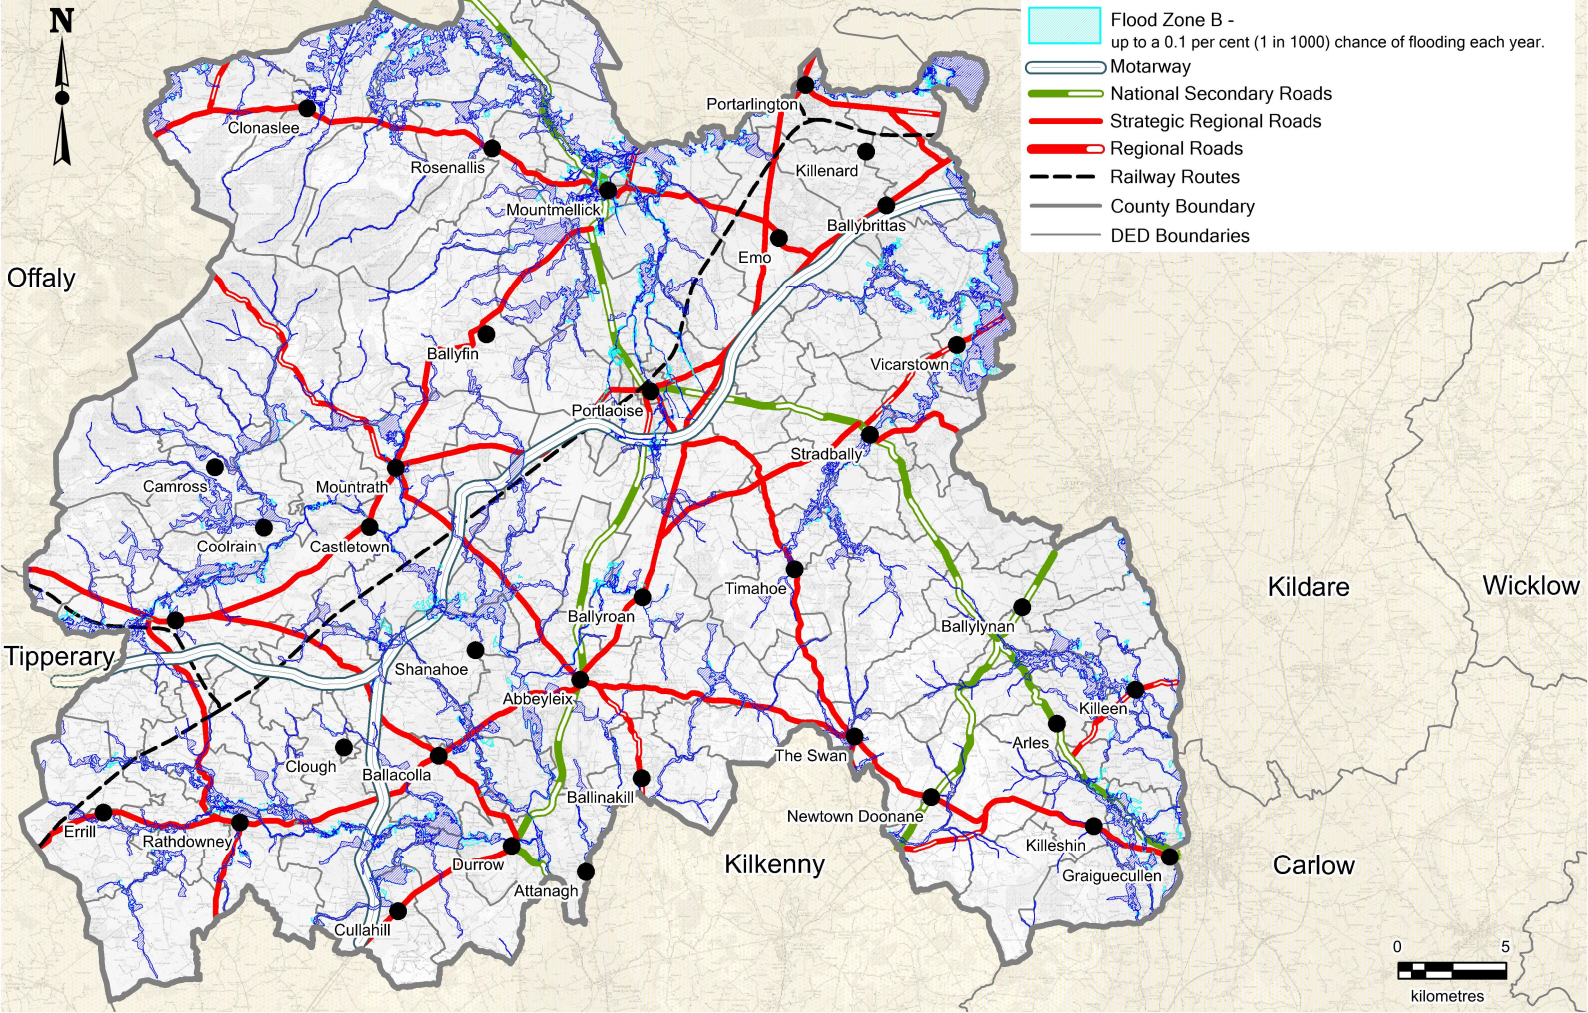 N
Flood Zone B -
up to a 0.1 per cent (1 in 1000) chance of flooding each year.
Motarway
National Secondary Roads
Strategic Regional Roads
Regional Roads
Railway Routes
County Boundary
DED Boundaries
Portarlington
Clonaslee
Rosenallis
Killenard
Mountmellick
Ballybrittas
Emo
Offaly
Ballyfin
Vicarstown
Portlaoise
Stradbally
Camross
Mountrath
Coolrain
Castletown
Timahoe
Kildare
Wicklow
Ballyroan
Ballylynan
Tipperary
Shanahoe
Abbeyleix
Killeen
Arles
The Swan
Clough
Ballacolla
Ballinakill
Newtown Doonane
Errill
Rathdowney
Killeshin
Durrow
Kilkenny
Carlow
Graiguecullen
Attanagh
Cullahill
0 5
kilometres